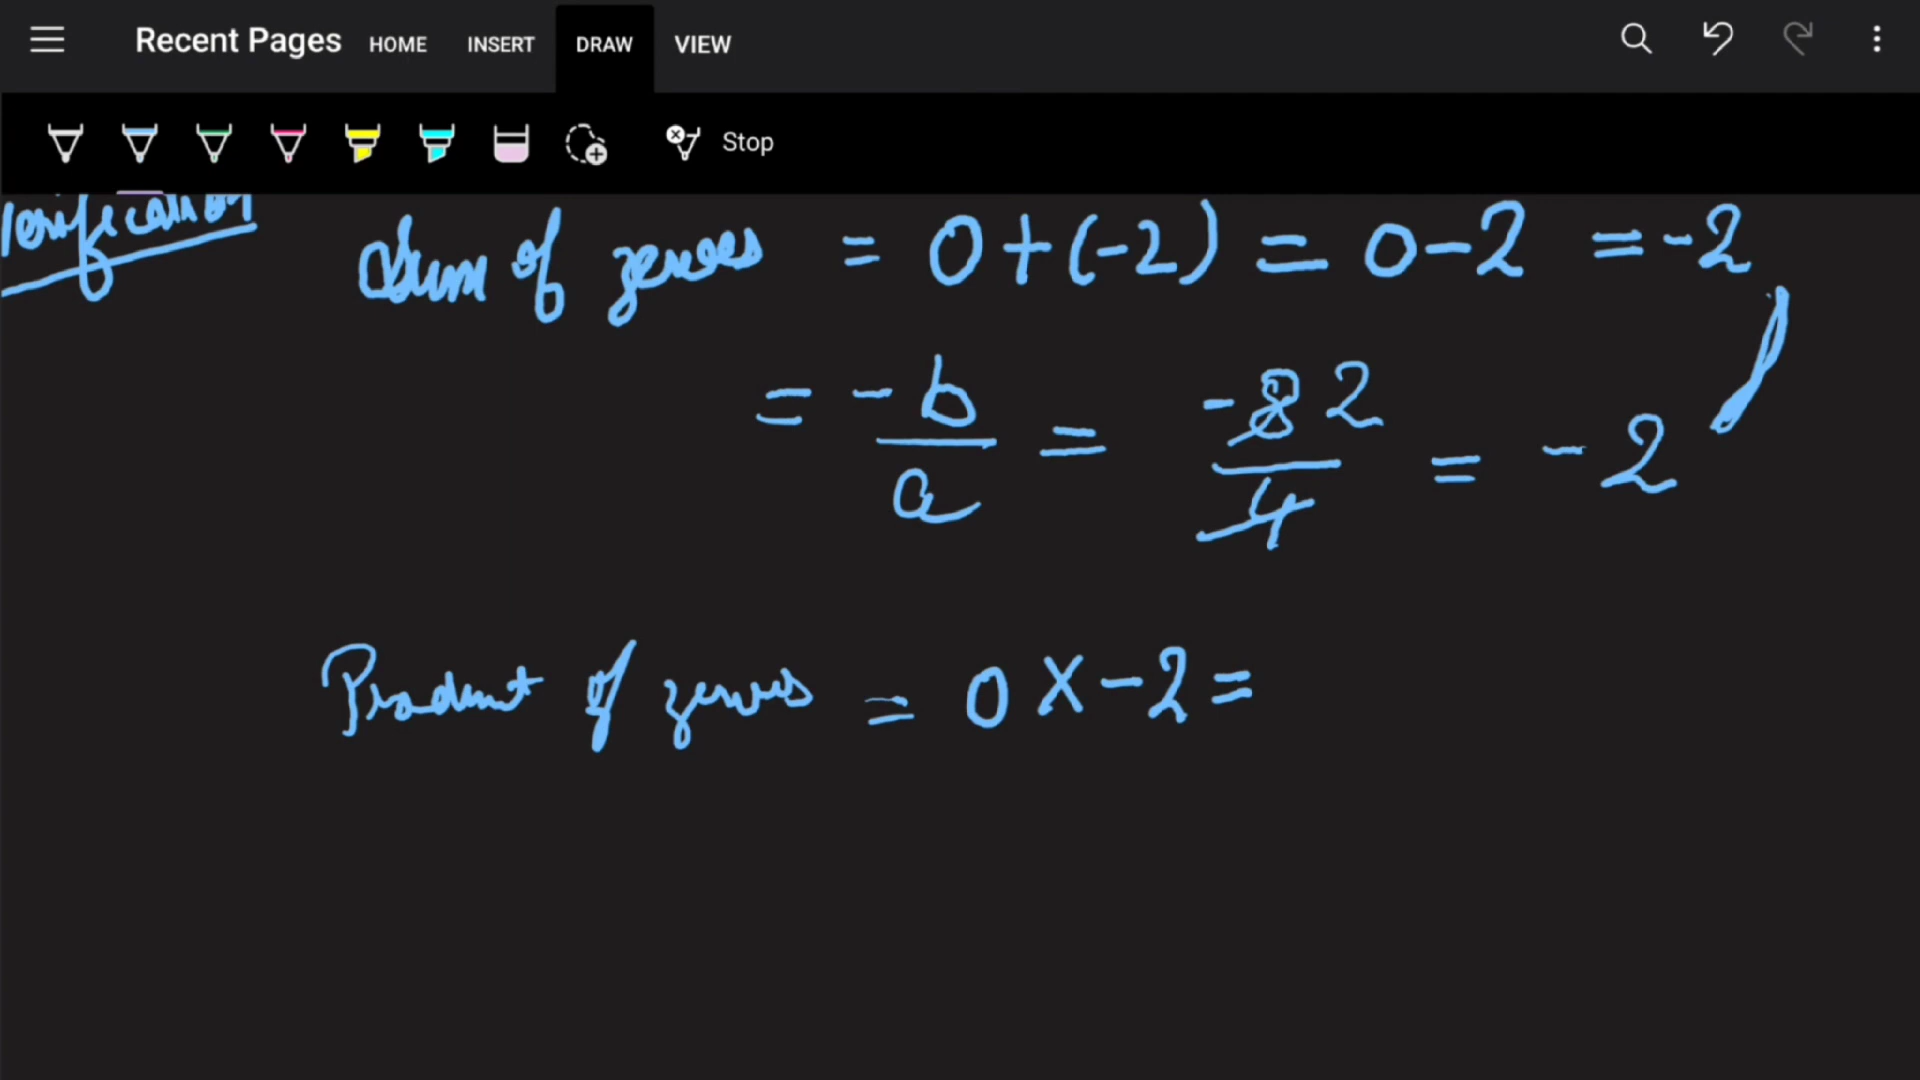 Recent Pages HOME INSERT DRAW VIEW
Stop
Verification
Sum of zeroes = 0+(-2) = 0-2 = -2
= -b/a = -8/4 2 = -2
Product of zeroes = 0 X -2 =